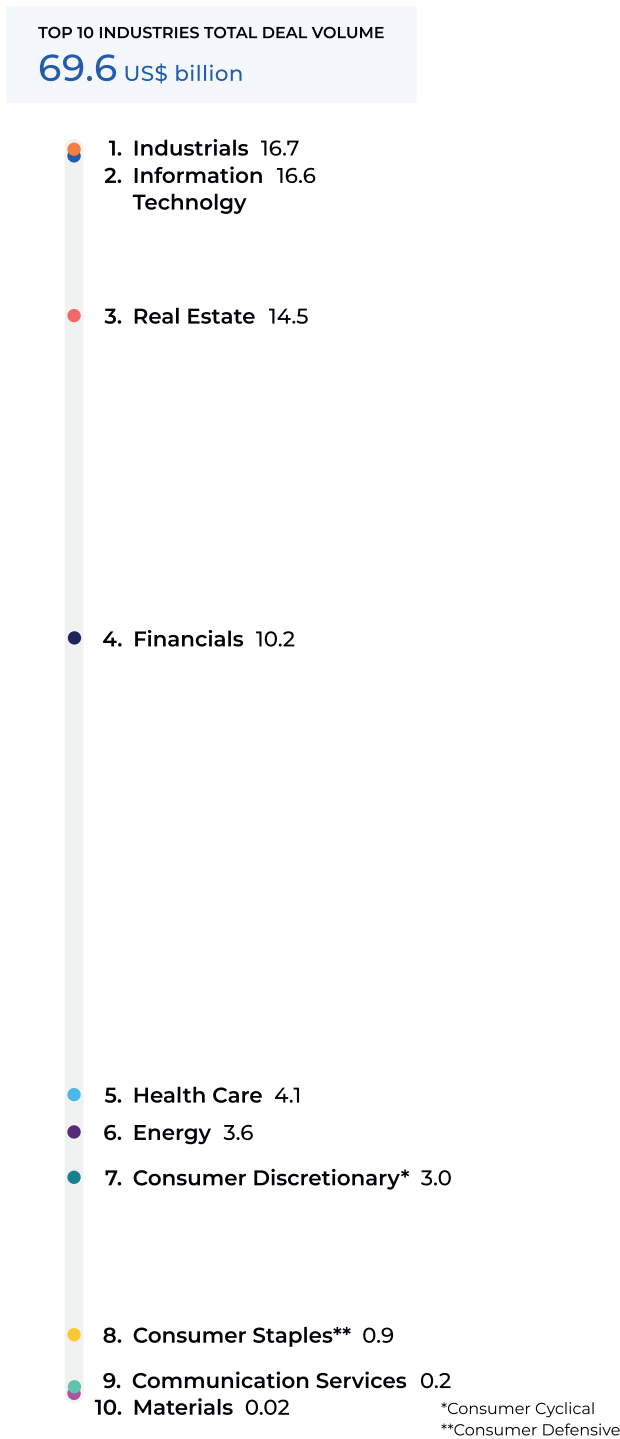 TOP 10 INDUSTRIES TOTAL DEAL VOLUME
69.6 US$ billion
1. Industrials 16.7
2. Information 16.6
Technolgy
3. Real Estate 14.5
4. Financials 10.2
5. Health Care 4.1
6. Energy 3.6
7. Consumer Discretionary* 3.0
8. Consumer Staples** 0.9
9. Communication Services 0.2
10. Materials 0.02
*Consumer Cyclical
**Consumer Defensive